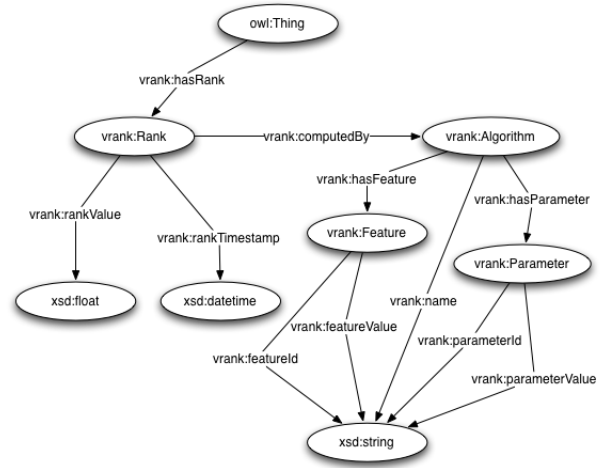 owl:Thing
vrank:hasRank
vrank:Rank
vrank:computedBy
vrank:Algorithm
vrank:hasFeature
vrank:hasParameter
vrank:rankValue
vrank:rankTimestamp
vrank:Feature
vrank:Parameter
xsd:float
xsd:datetime
vrank:name
vrank:featureValue
vrank:parameterId
vrank:featureId
vrank:parameterValue
xsd:string